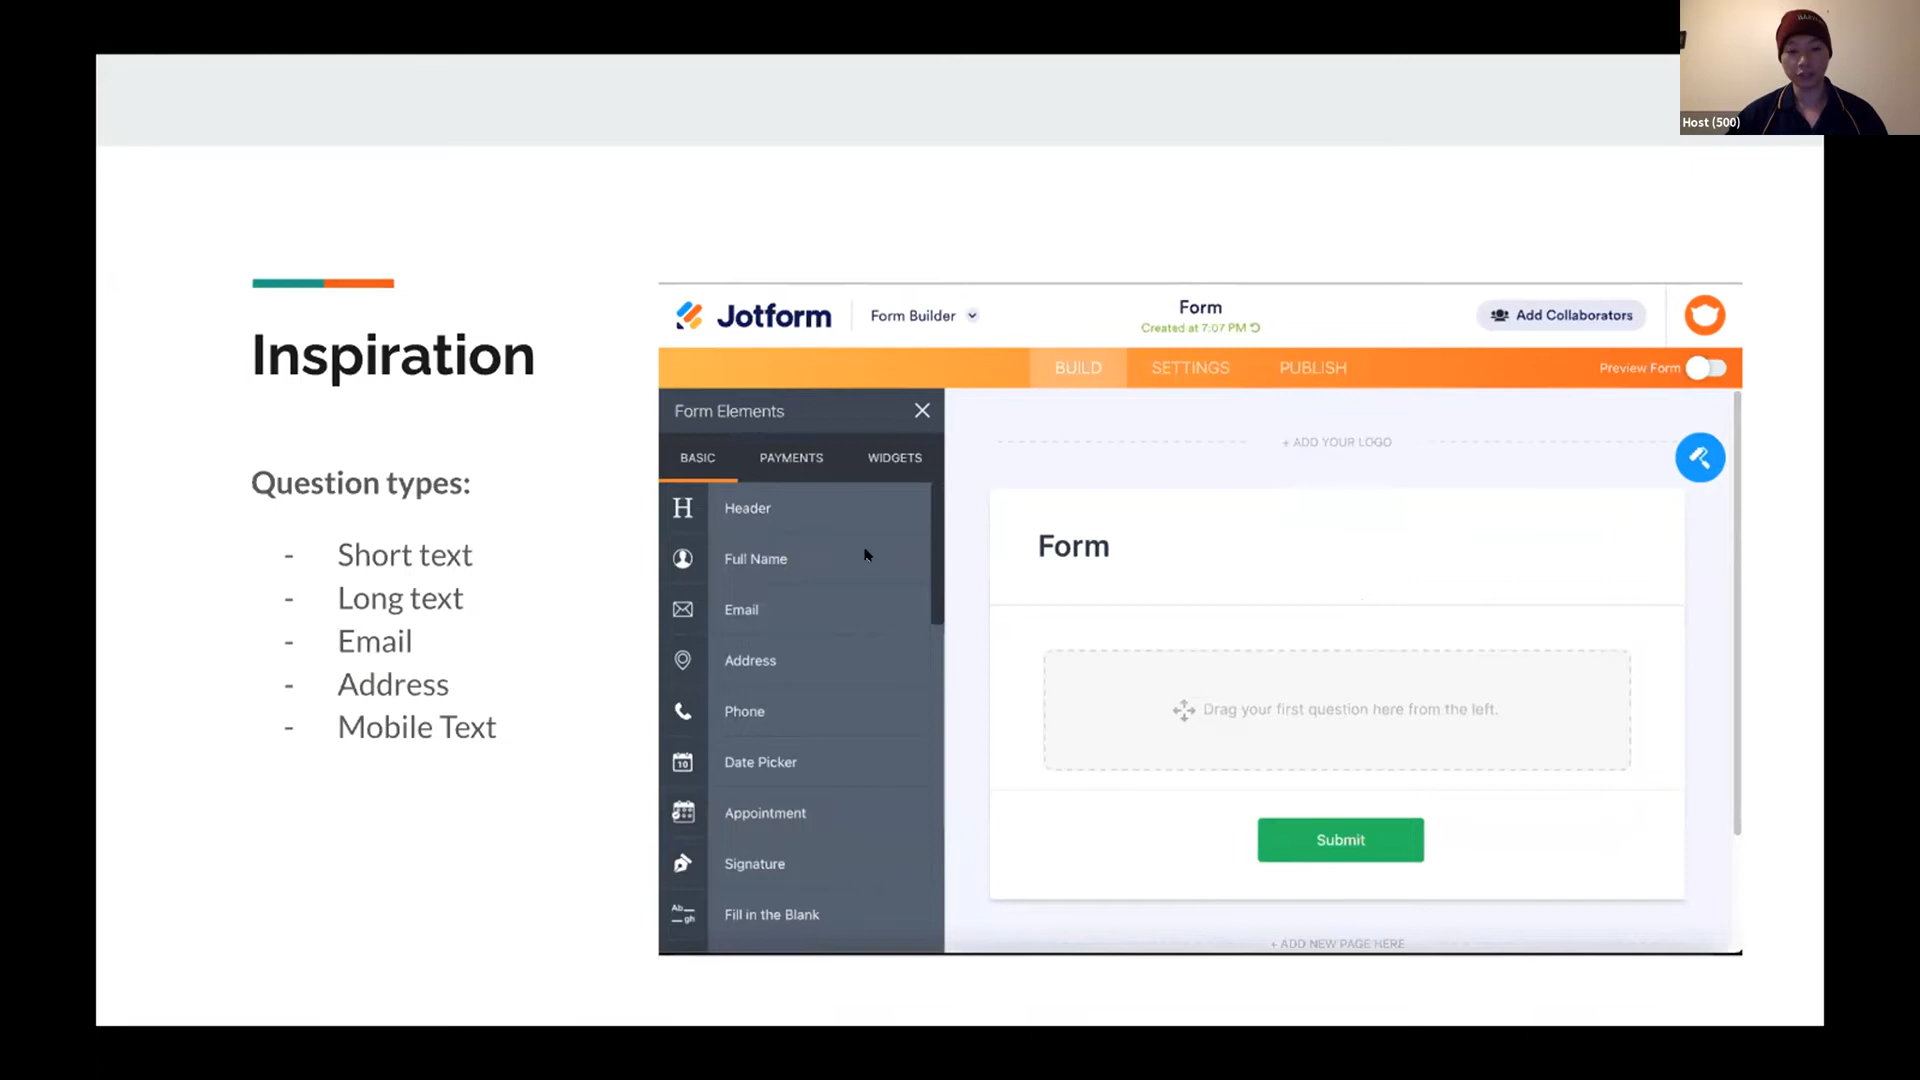 Host (500)
Inspiration
Question types:
- Short text
- Long text
- Email
- Address
- Mobile Text
Jotform
Form Builder
Form
Created at 7:07 PM
Add Collaborators
BUILD
SETTINGS
PUBLISH
Preview Form
Form Elements
BASIC
PAYMENTS
WIDGETS
H
Header
Full Name
Email
Address
Phone
10
Date Picker
Appointment
Signature
Ab
gh
Fill in the Blank
+ ADD YOUR LOGO
Form
Drag your first question here from the left.
Submit
+ ADD NEW PAGE HERE